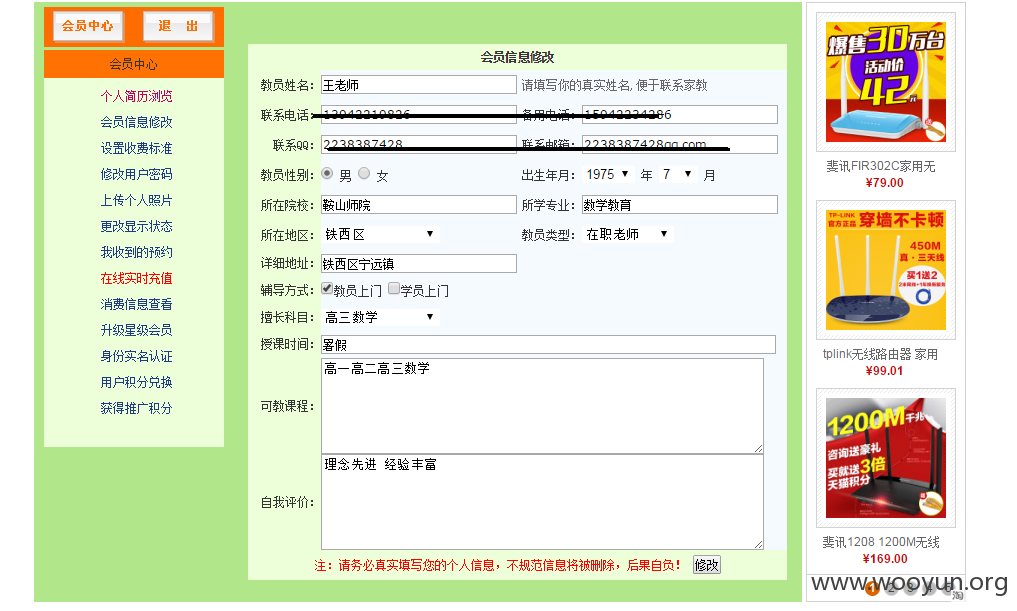 会员中心 退 出
会员中心
个人简历浏览
会员信息修改
设置收费标准
修改用户密码
上传个人照片
更改显示状态
我收到的预约
在线实时充值
消费信息查看
升级星级会员
身份实名认证
用户积分兑换
获得推广积分
会员信息修改
教员姓名: 王老师 请填写你的真实姓名, 便于联系家教
联系电话: 备用电话:
联系QQ: 联系邮箱:
教员性别: 男 女 出生年月: 1975 年 7 月
所在院校: 鞍山师院 所学专业: 数学教育
所在地区: 铁西区 教员类型: 在职老师
详细地址: 铁西区宁远镇
辅导方式: 教员上门 学员上门
擅长科目: 高三数学
授课时间: 暑假
可教课程: 高一高二高三数学
自我评价: 理念先进 经验丰富
注: 请务必真实填写您的个人信息, 不规范信息将被删除, 后果自负! 修改
爆售30万台
活动价
42元
斐讯FIR302C家用无
¥79.00
TP-LINK
官方正品 穿墙不卡顿
450M
真·三天线
买1送2
tplink无线路由器 家用
¥99.01
1200M千兆
咨询送豪礼
买就送3倍
天猫积分
斐讯1208 1200M无线
¥169.00
1 2 3 4 5
淘
www.wooyun.org